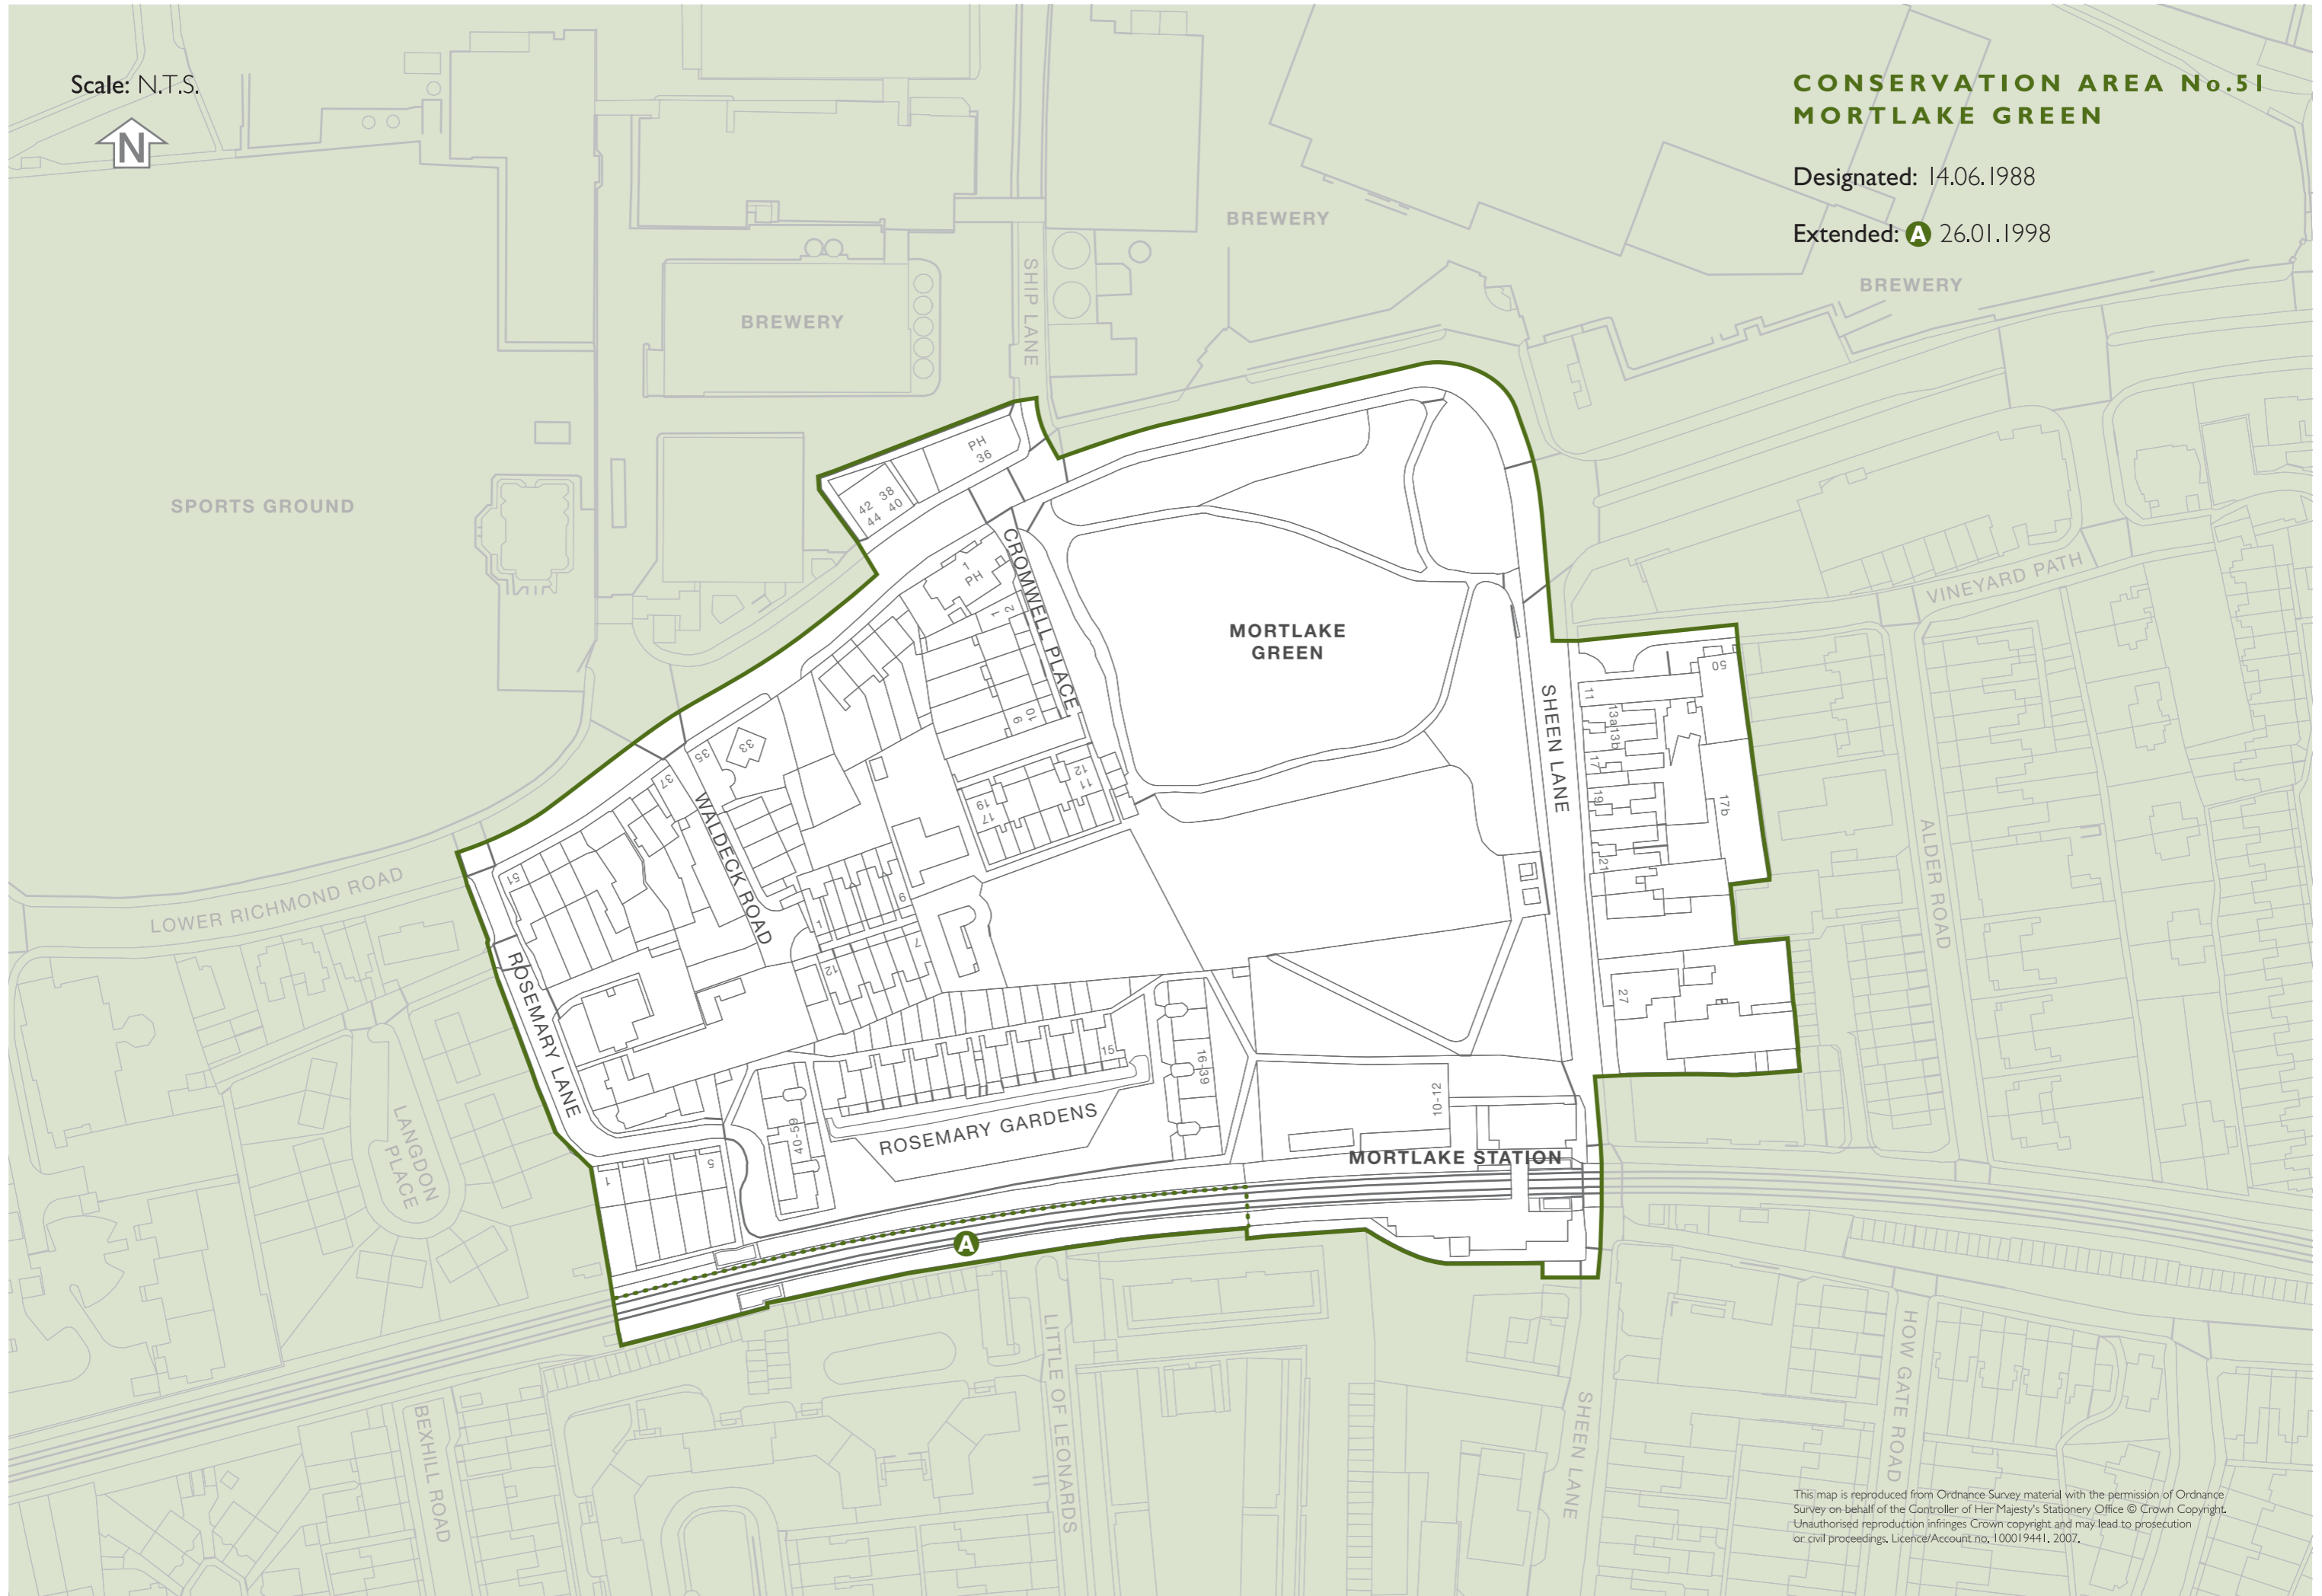 Scale: N.T.S.
N
CONSERVATION AREA No.51
MORTLAKE GREEN
Designated: 14.06.1988
Extended: A 26.01.1998
BREWERY
BREWERY
BREWERY
SHIP LANE
SPORTS GROUND
PH
36
42 38
44 40
1
PH
CROMWELL PLACE
1 2
MORTLAKE
GREEN
VINEYARD PATH
50
11
13a
13b
17
19
21
17b
27
SHEEN LANE
ALDER ROAD
9 10
12
11
19
17
33
35
37
WALDECK ROAD
51
LOWER RICHMOND ROAD
1
6
7
12
ROSEMARY LANE
15
16-39
40-59
ROSEMARY GARDENS
10-12
MORTLAKE STATION
LANGDON
PLACE
1
5
A
LITTLE ST LEONARDS
BEXHILL ROAD
SHEEN LANE
HOW GATE ROAD
This map is reproduced from Ordnance Survey material with the permission of Ordnance
Survey on behalf of the Controller of Her Majesty's Stationery Office © Crown Copyright.
Unauthorised reproduction infringes Crown copyright and may lead to prosecution
or civil proceedings. Licence/Account no. 100019441. 2007.